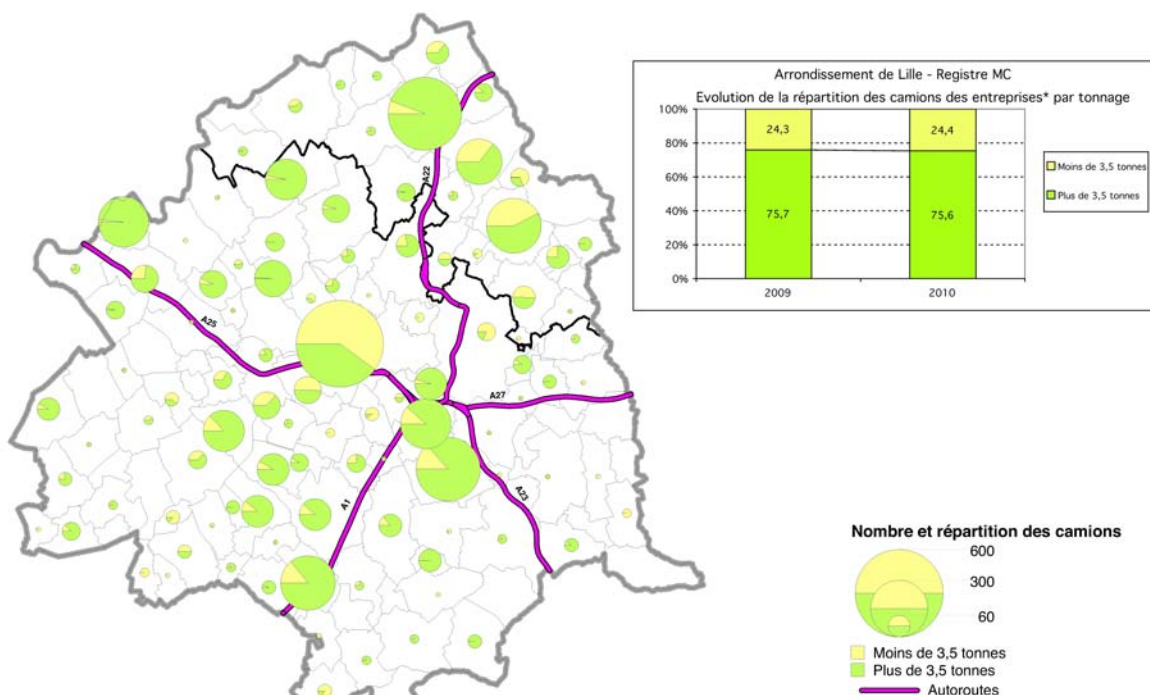 Arrondissement de Lille - Registre MC
Evolution de la répartition des camions des entreprises* par tonnage
100%
80%
60%
40%
20%
0%
24,3
24,4
75,7
75,6
2009
2010
Moins de 3,5 tonnes
Plus de 3,5 tonnes
A22
A25
A27
A1
A23
Nombre et répartition des camions
600
300
60
Moins de 3,5 tonnes
Plus de 3,5 tonnes
Autoroutes